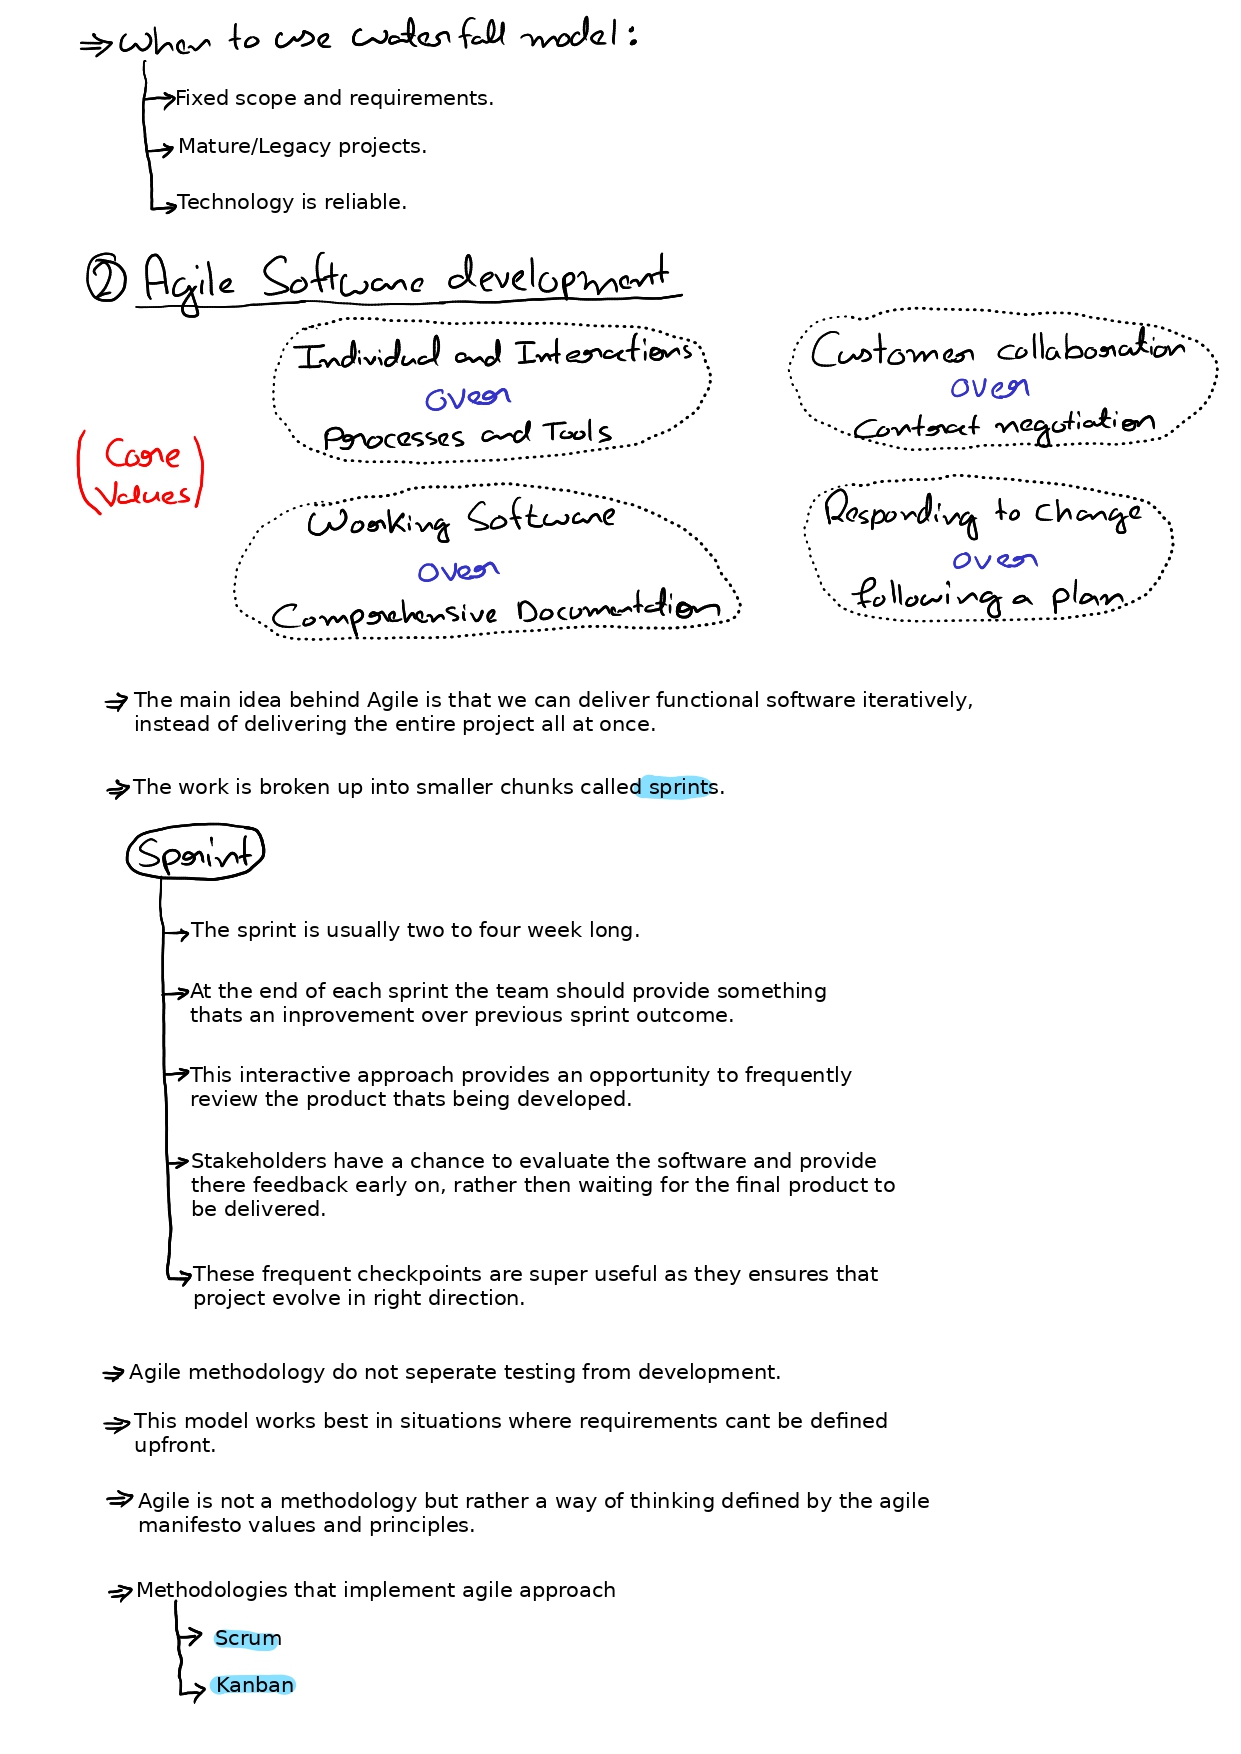 ⇒ When to use waterfall model:
→ Fixed scope and requirements.
→ Mature/Legacy projects.
→ Technology is reliable.
② Agile Software development
(Core
Values)
Individual and Interactions
over
Processes and Tools
Customer collaboration
over
Contract negotiation
Working Software
over
Comprehensive Documentation
Responding to change
over
following a plan
⇒ The main idea behind Agile is that we can deliver functional software iteratively,
instead of delivering the entire project all at once.
⇒ The work is broken up into smaller chunks called sprints.
Sprint
→ The sprint is usually two to four week long.
→ At the end of each sprint the team should provide something
thats an inprovement over previous sprint outcome.
→ This interactive approach provides an opportunity to frequently
review the product thats being developed.
→ Stakeholders have a chance to evaluate the software and provide
there feedback early on, rather then waiting for the final product to
be delivered.
→ These frequent checkpoints are super useful as they ensures that
project evolve in right direction.
⇒ Agile methodology do not seperate testing from development.
⇒ This model works best in situations where requirements cant be defined
upfront.
⇒ Agile is not a methodology but rather a way of thinking defined by the agile
manifesto values and principles.
⇒ Methodologies that implement agile approach
→ Scrum
→ Kanban